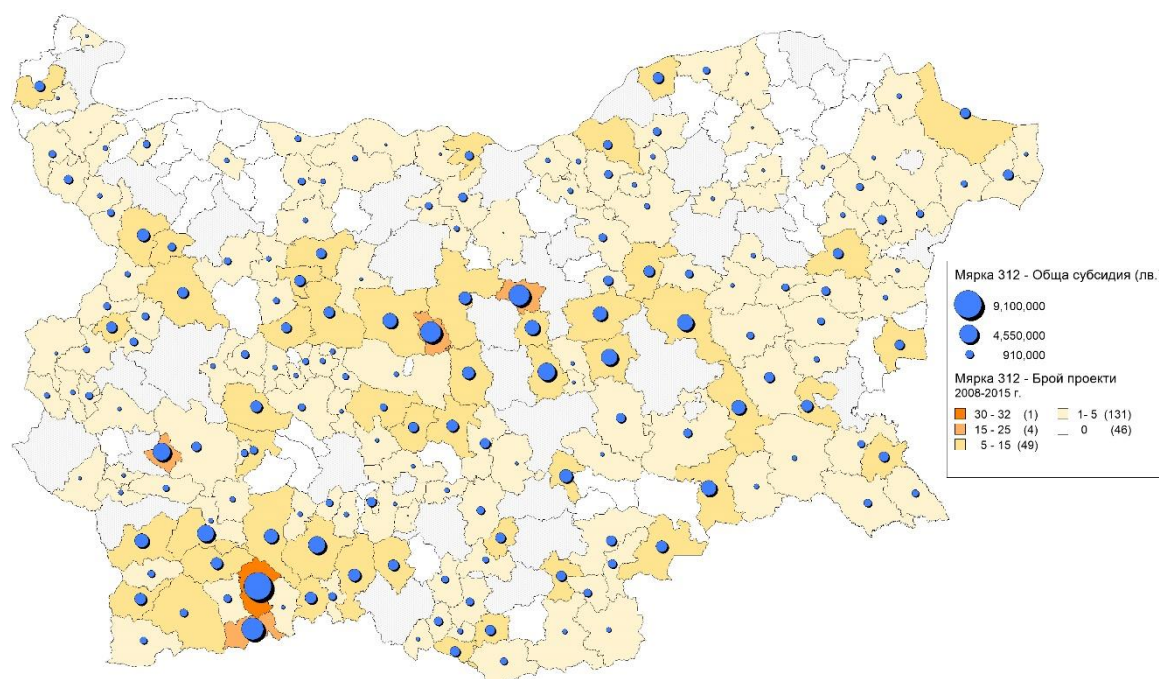 Мярка 312 - Обща субсидия (лв.
9,100,000
4,550,000
910,000
Мярка 312 - Брой проекти
2008-2015 г.
30 - 32 (1)
15 - 25 (4)
5 - 15 (49)
1- 5 (131)
0 (46)